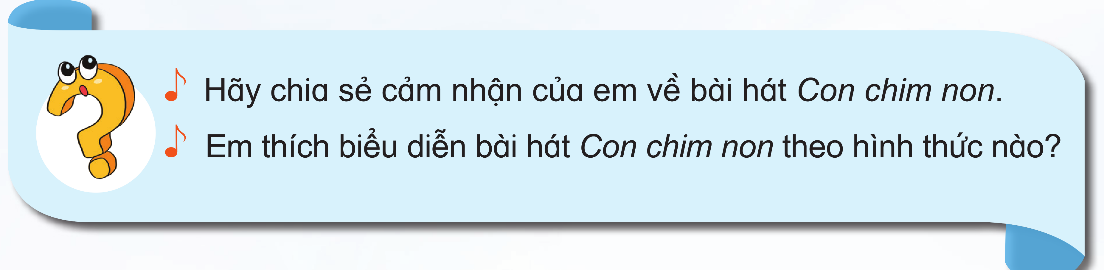 Hãy chia sẻ cảm nhận của em về bài hát Con chim non.
Em thích biểu diễn bài hát Con chim non theo hình thức nào?